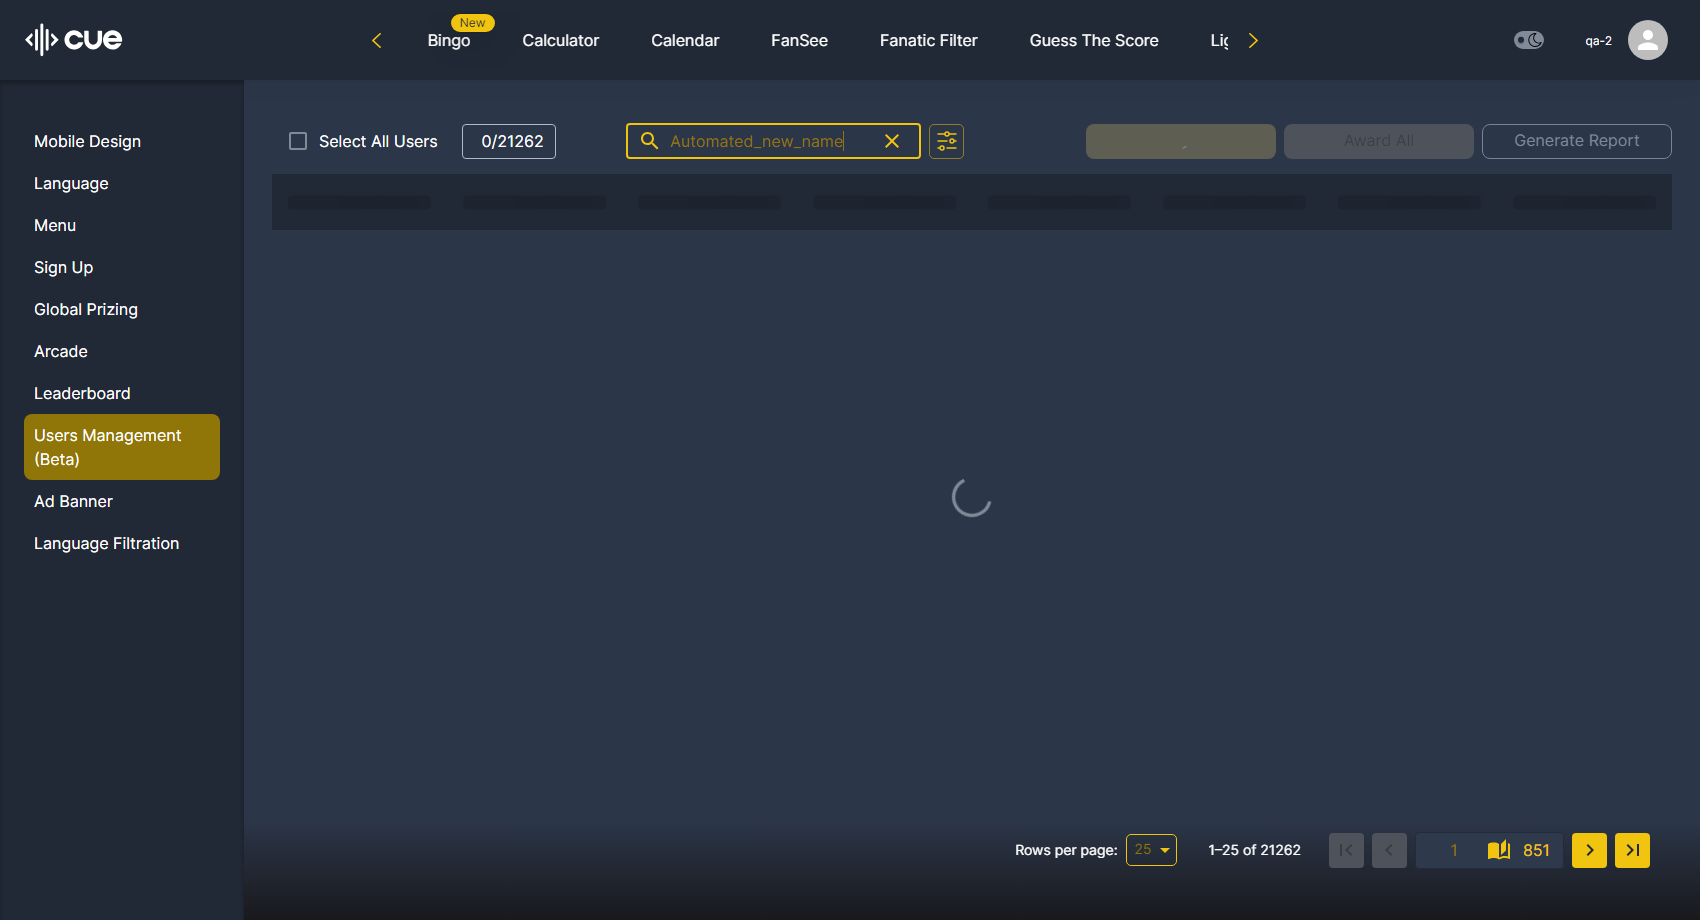 cue
New
Bingo
Calculator
Calendar
FanSee
Fanatic Filter
Guess The Score
Lig
qa-2
Mobile Design
Language
Menu
Sign Up
Global Prizing
Arcade
Leaderboard
Users Management
(Beta)
Ad Banner
Language Filtration
Select All Users
0/21262
Automated_new_name
Award All
Generate Report
Rows per page:
25
1–25 of 21262
1
851